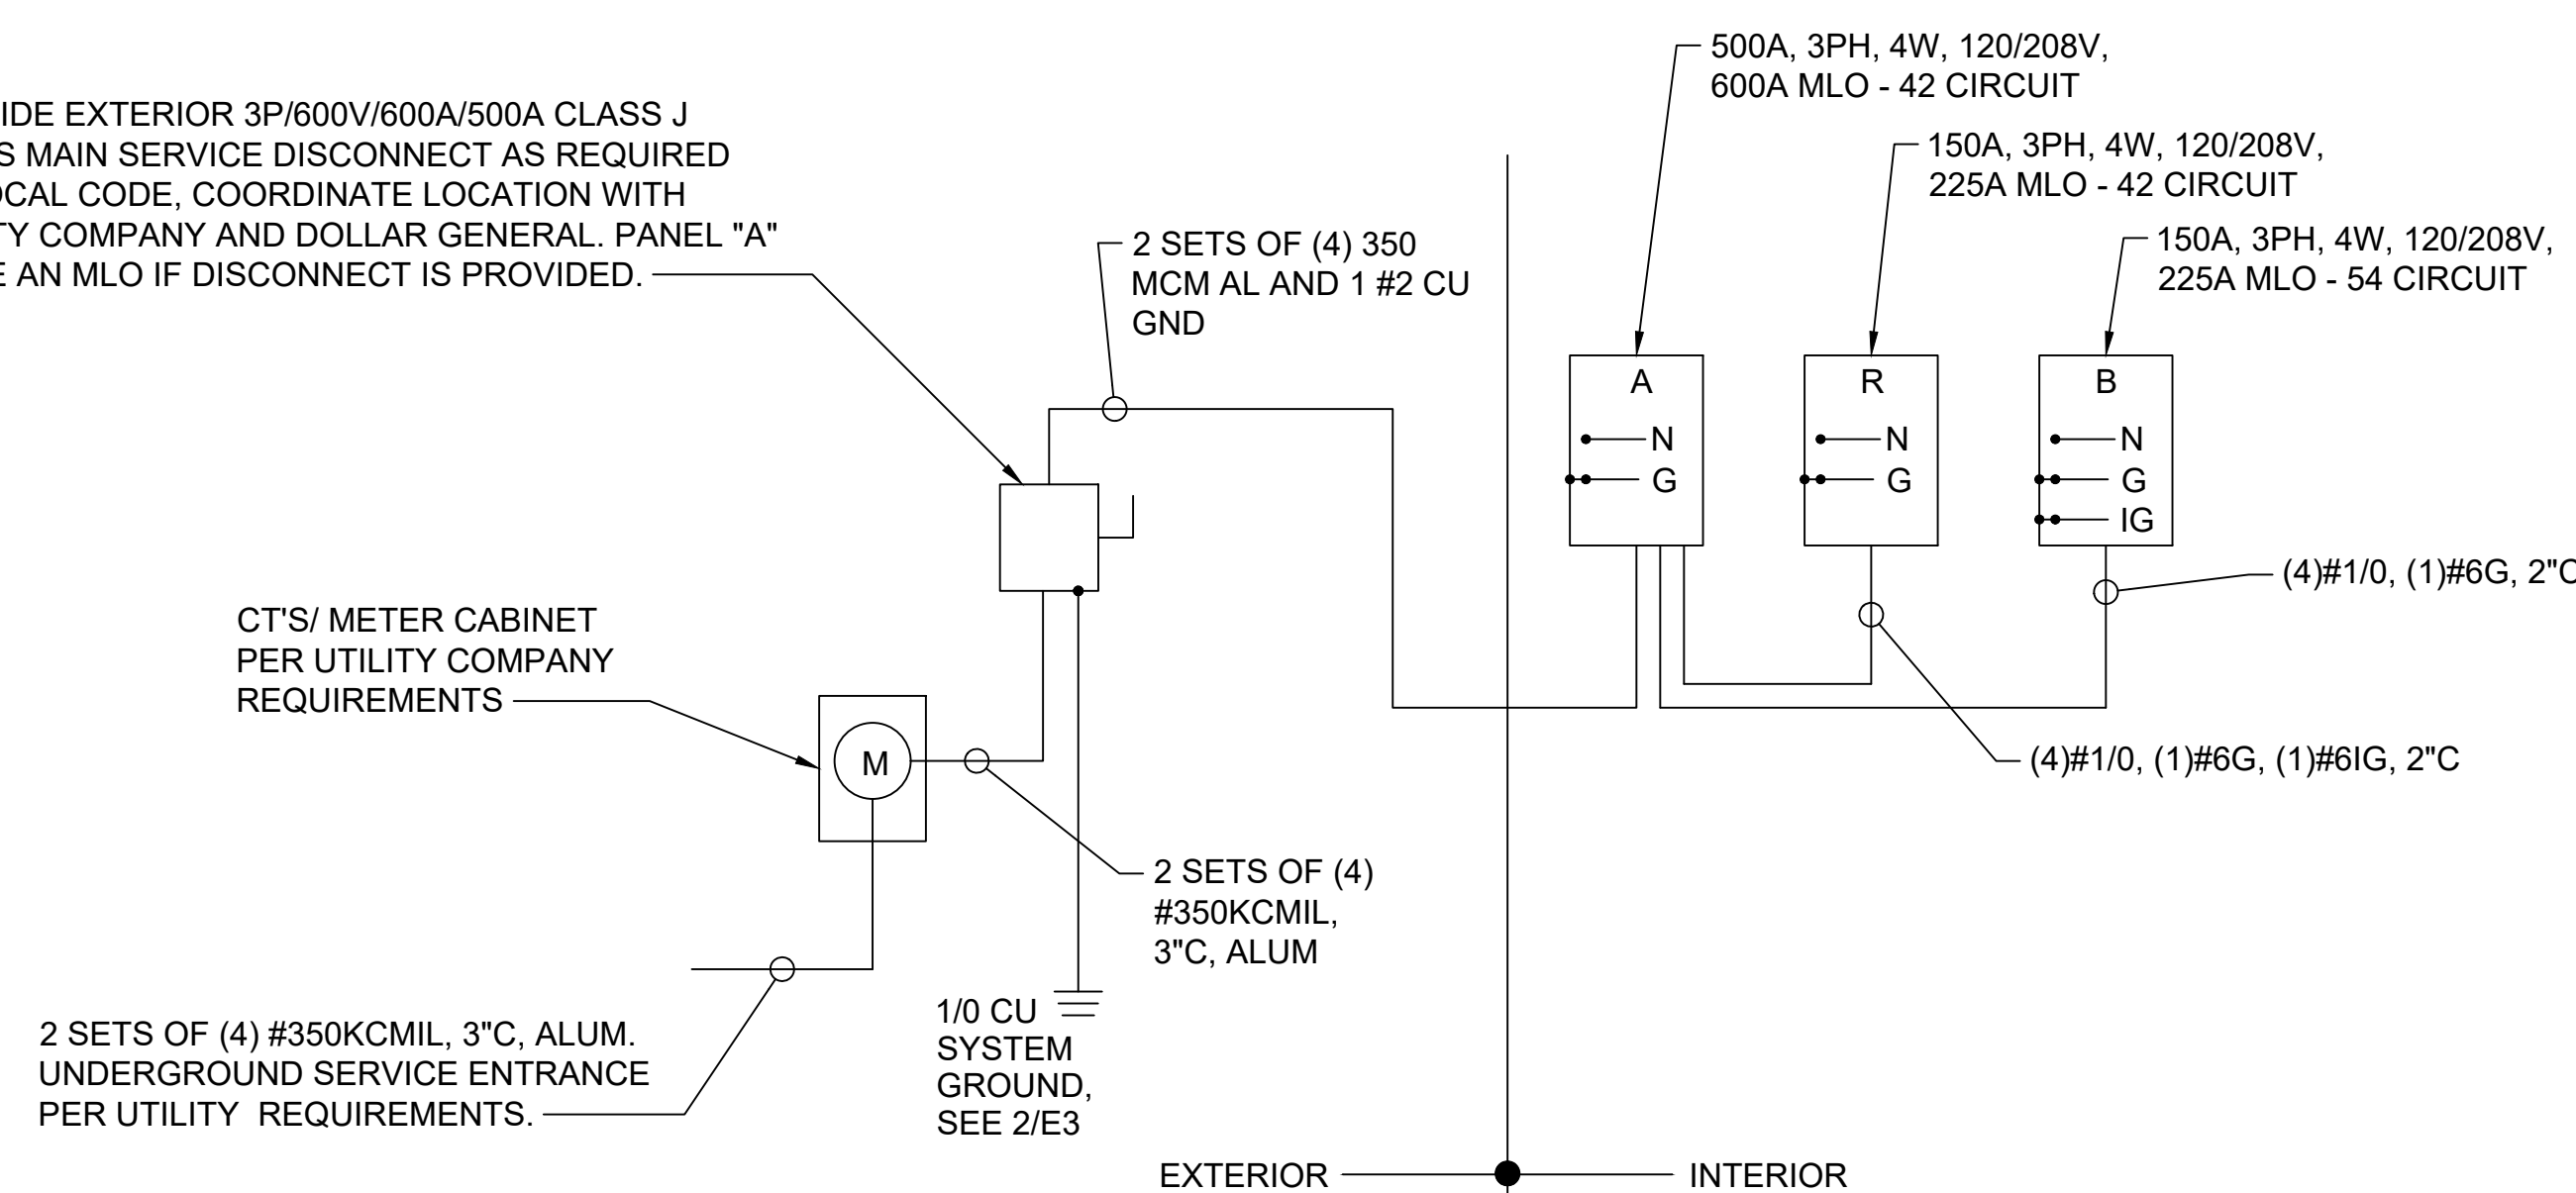 IDE EXTERIOR 3P/600V/600A/500A CLASS J
S MAIN SERVICE DISCONNECT AS REQUIRED
OCAL CODE, COORDINATE LOCATION WITH
TY COMPANY AND DOLLAR GENERAL. PANEL "A"
E AN MLO IF DISCONNECT IS PROVIDED.
500A, 3PH, 4W, 120/208V,
600A MLO - 42 CIRCUIT
150A, 3PH, 4W, 120/208V,
225A MLO - 42 CIRCUIT
150A, 3PH, 4W, 120/208V,
225A MLO - 54 CIRCUIT
2 SETS OF (4) 350
MCM AL AND 1 #2 CU
GND
A
N
G
R
N
G
B
N
G
IG
(4)#1/0, (1)#6G, 2"C
(4)#1/0, (1)#6G, (1)#6IG, 2"C
CT'S/ METER CABINET
PER UTILITY COMPANY
REQUIREMENTS
M
2 SETS OF (4)
#350KCMIL,
3"C, ALUM
1/0 CU
SYSTEM
GROUND,
SEE 2/E3
2 SETS OF (4) #350KCMIL, 3"C, ALUM.
UNDERGROUND SERVICE ENTRANCE
PER UTILITY REQUIREMENTS.
EXTERIOR
INTERIOR